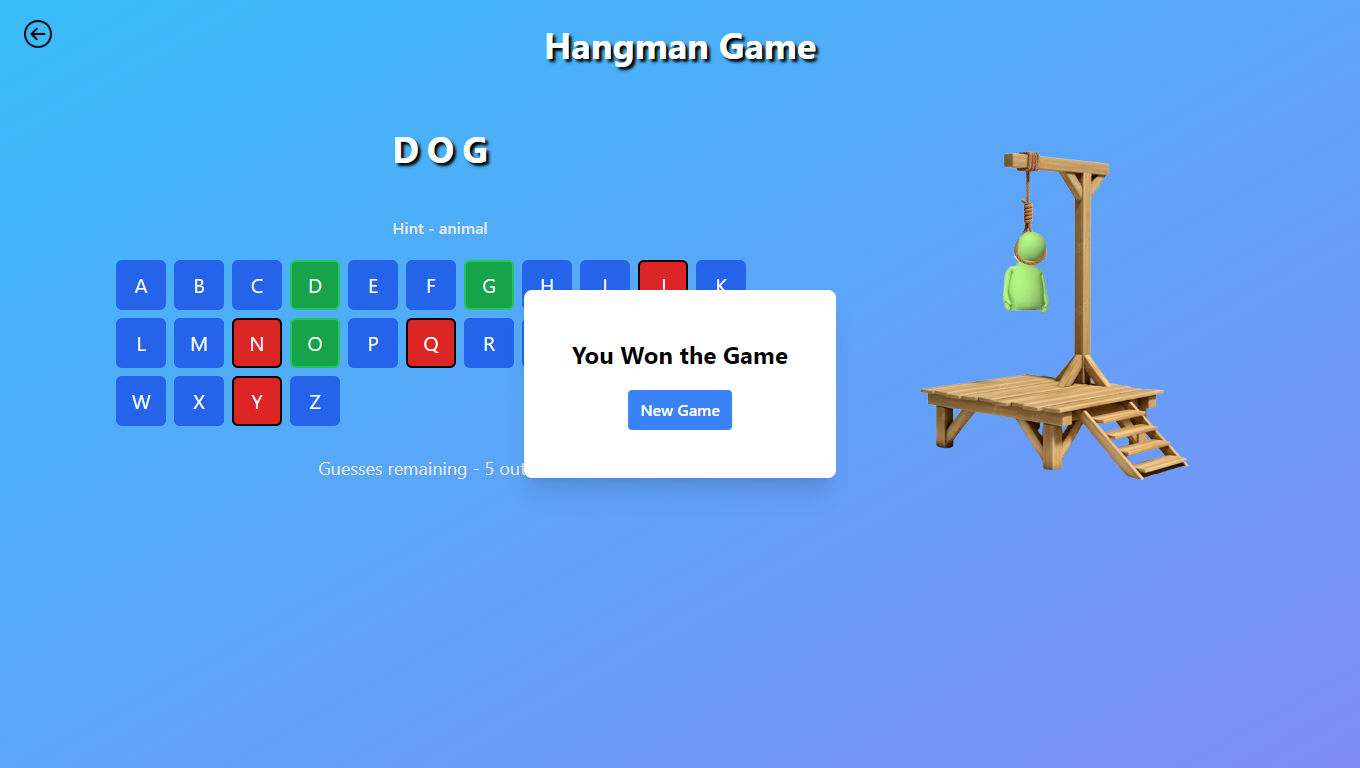 Hangman Game
D O G
Hint - animal
A B C D E F G H I J K
L M N O P Q R
W X Y Z
You Won the Game
New Game
Guesses remaining - 5 out